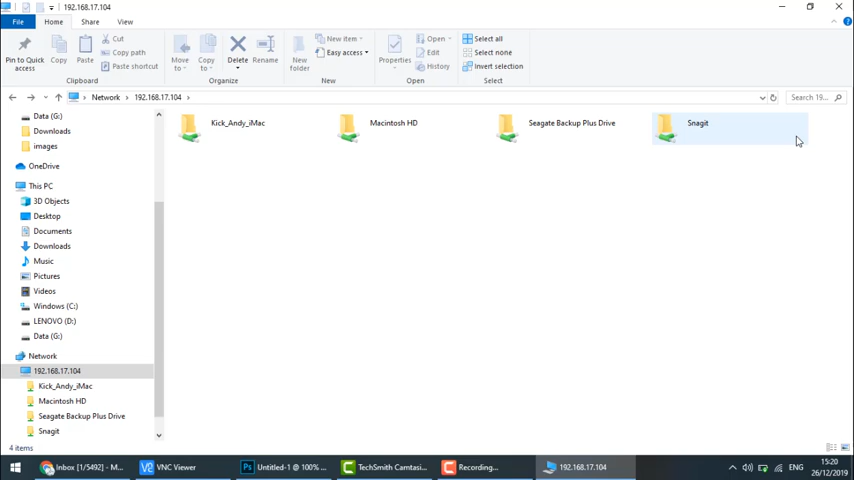 192.168.17.104
File Home Share View
Pin to Quick access
Copy
Paste
Cut
Copy path
Paste shortcut
Clipboard
Move to
Copy to
Delete
Rename
Organize
New folder
New item
Easy access
New
Properties
Open
Edit
History
Open
Select all
Select none
Invert selection
Select
Network > 192.168.17.104 >
Search 19...
Data (G:)
Downloads
images
OneDrive
This PC
3D Objects
Desktop
Documents
Downloads
Music
Pictures
Videos
Windows (C:)
LENOVO (D:)
Data (G:)
Network
192.168.17.104
Kick_Andy_iMac
Macintosh HD
Seagate Backup Plus Drive
Snagit
Kick_Andy_iMac
Macintosh HD
Seagate Backup Plus Drive
Snagit
4 items
Inbox [1/5492] - M...
VNC Viewer
Ps
Untitled-1 @ 100% ...
TechSmith Camtasi...
Recording...
192.168.17.104
ENG
15:20
26/12/2019